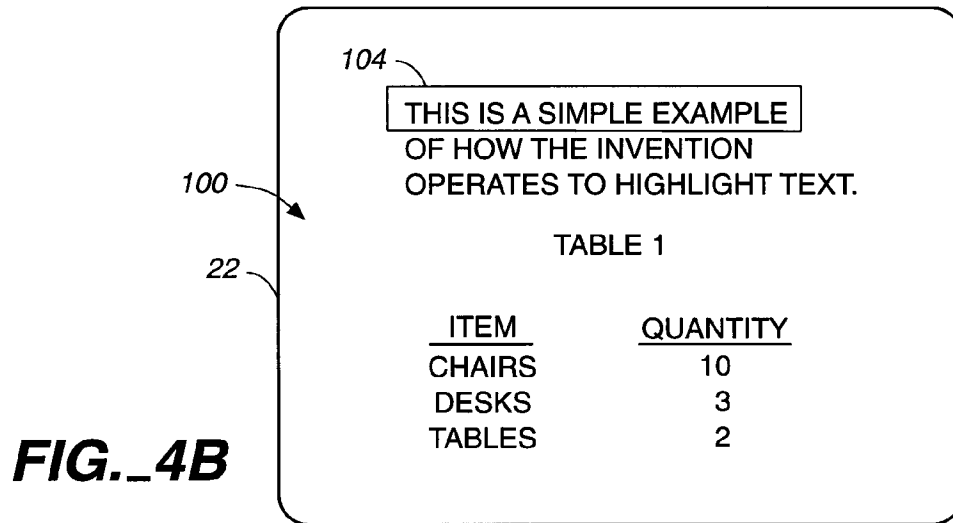 104
THIS IS A SIMPLE EXAMPLE
OF HOW THE INVENTION
100
OPERATES TO HIGHLIGHT TEXT.
TABLE 1
22
ITEM QUANTITY
CHAIRS 10
DESKS 3
TABLES 2
FIG._4B